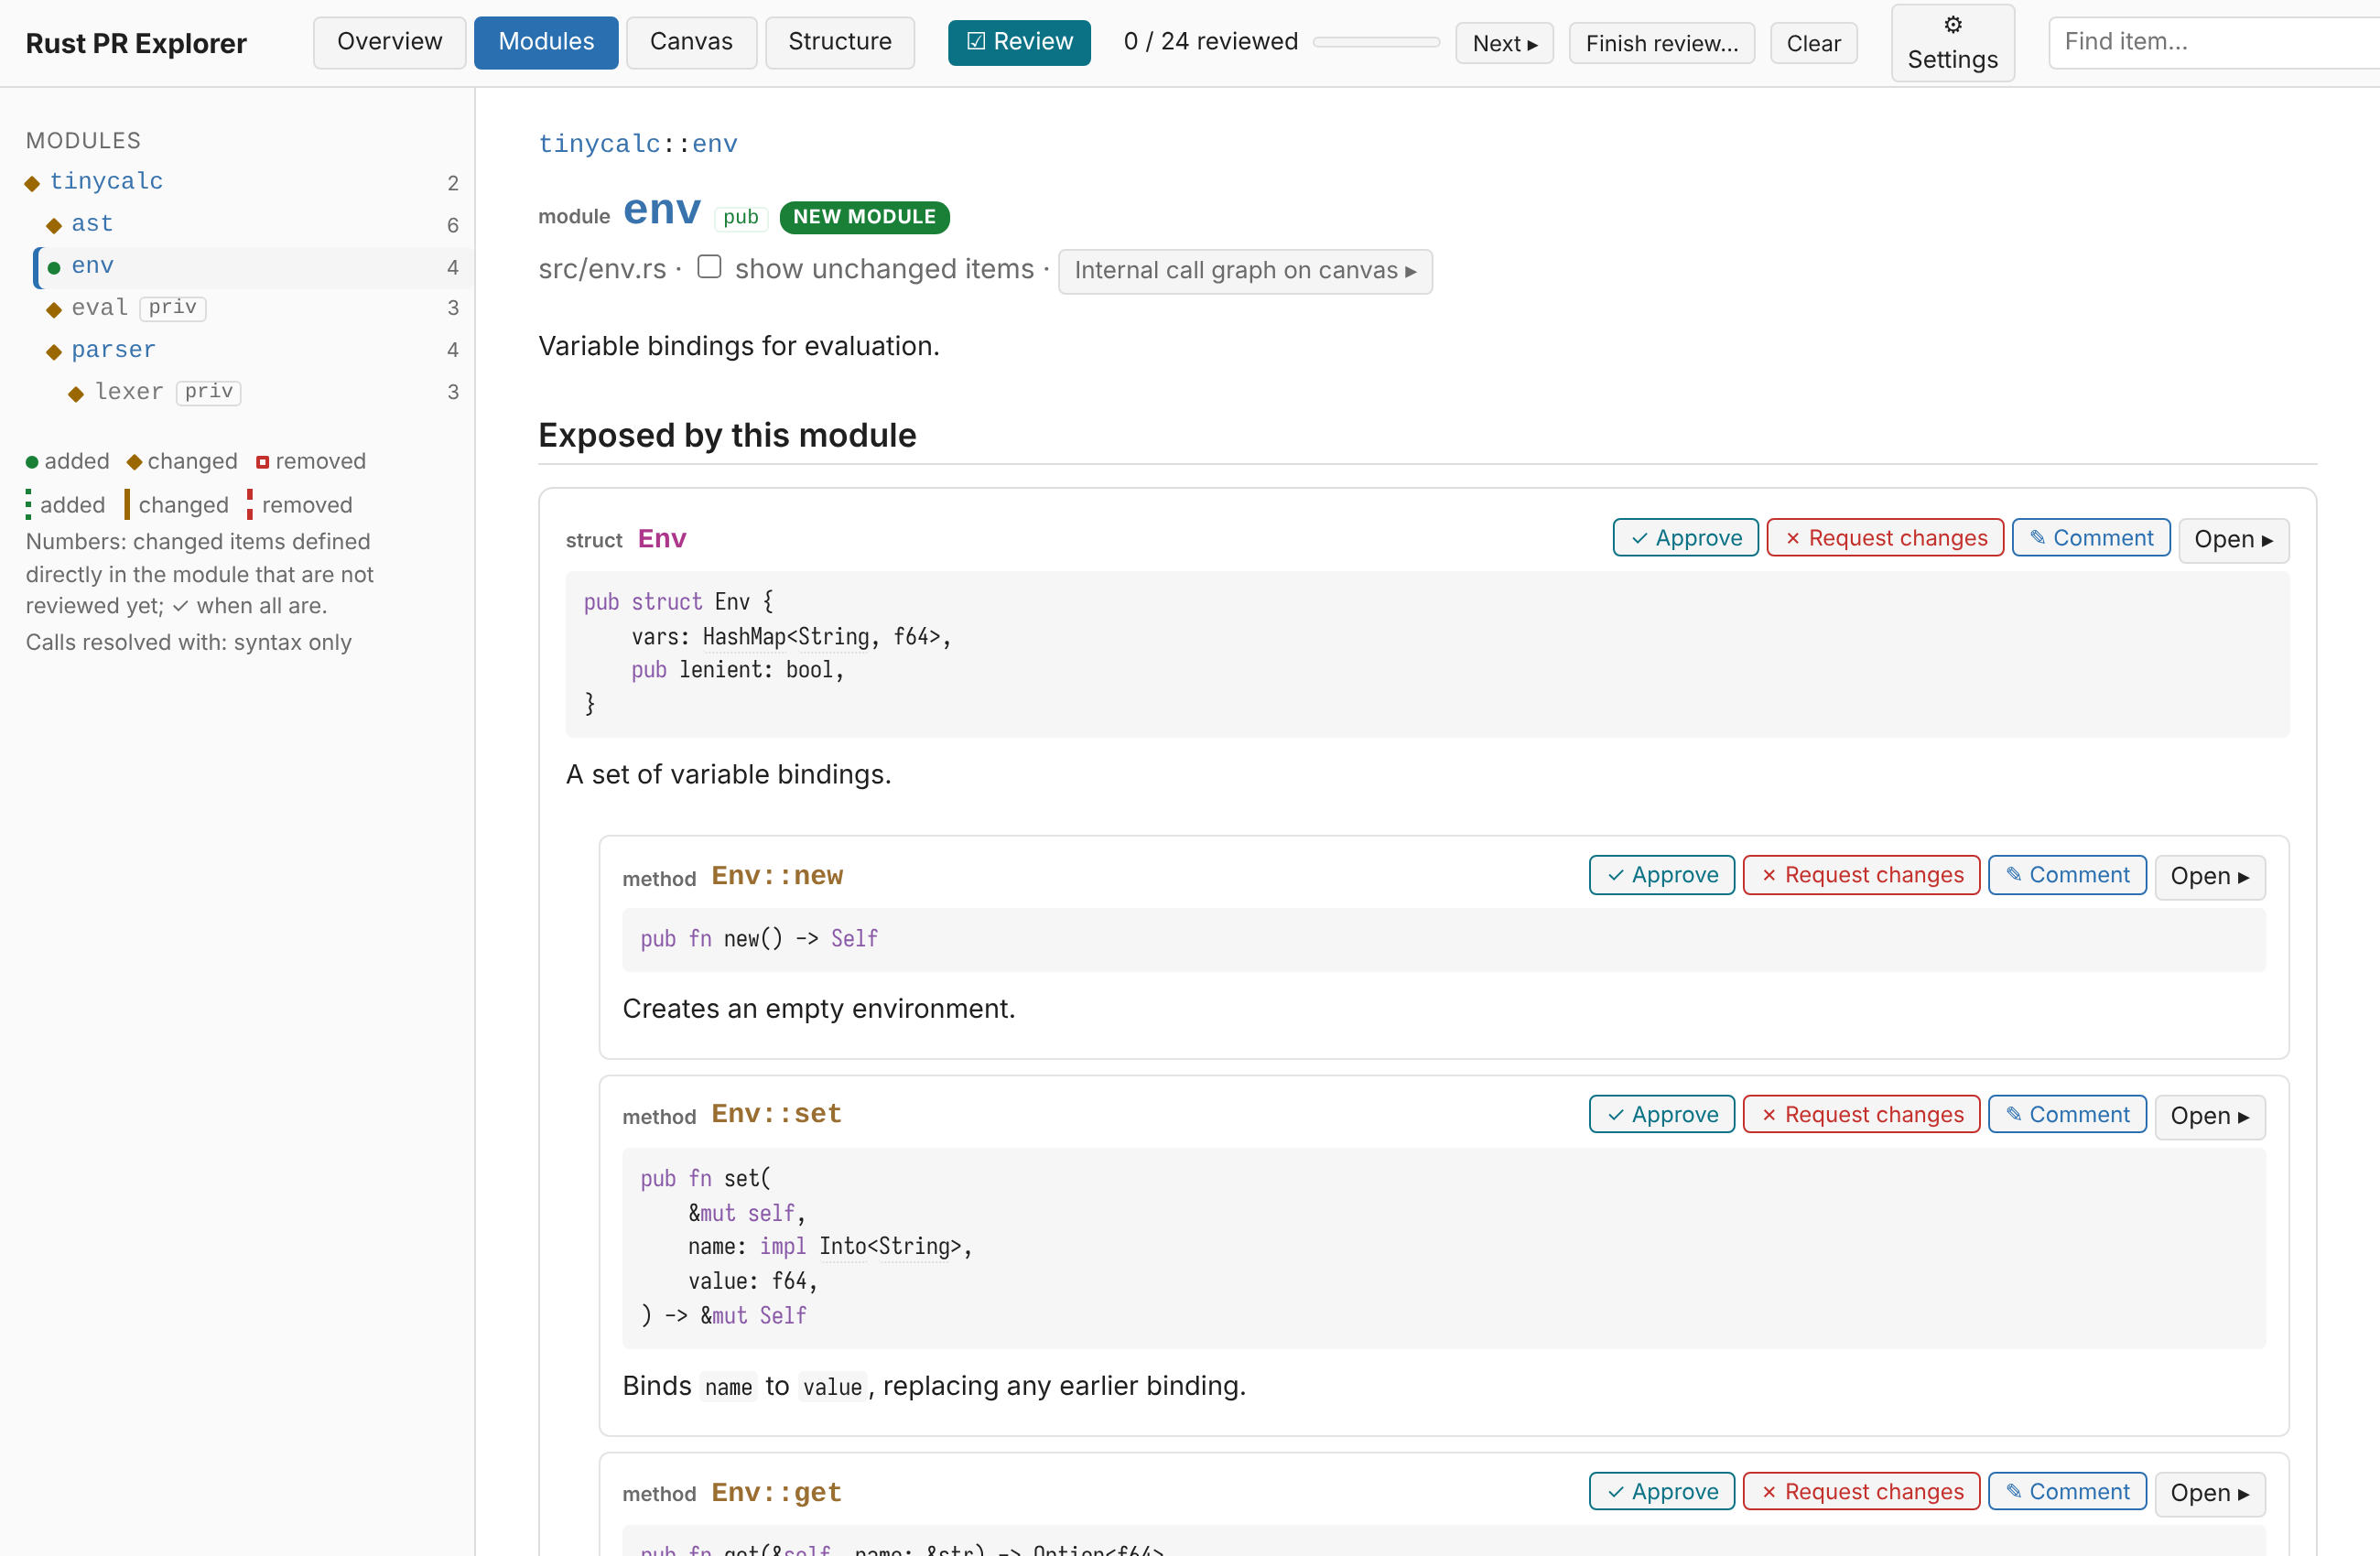 Rust PR Explorer
Overview
Modules
Canvas
Structure
☑ Review
0 / 24 reviewed
Next ▸
Finish review...
Clear
⚙
Settings
Find item...
MODULES
tinycalc 2
ast 6
env 4
eval priv 3
parser 4
lexer priv 3
added changed removed
added changed removed
Numbers: changed items defined
directly in the module that are not
reviewed yet; ✓ when all are.
Calls resolved with: syntax only
tinycalc::env
module env pub NEW MODULE
src/env.rs · show unchanged items · Internal call graph on canvas ▸
Variable bindings for evaluation.
Exposed by this module
struct Env ✓ Approve × Request changes ✎ Comment Open ▸
pub struct Env {
    vars: HashMap<String, f64>,
    pub lenient: bool,
}
A set of variable bindings.
method Env::new ✓ Approve × Request changes ✎ Comment Open ▸
pub fn new() -> Self
Creates an empty environment.
method Env::set ✓ Approve × Request changes ✎ Comment Open ▸
pub fn set(
    &mut self,
    name: impl Into<String>,
    value: f64,
) -> &mut Self
Binds name to value, replacing any earlier binding.
method Env::get ✓ Approve × Request changes ✎ Comment Open ▸
pub fn get(&self, name: &str) -> Option<f64>